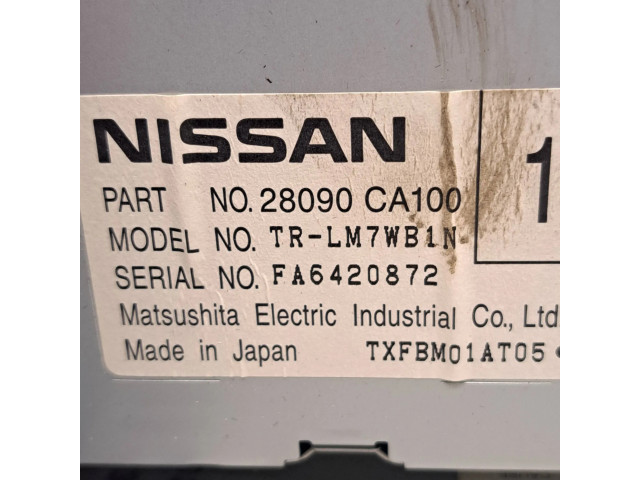 NISSAN
1
PART NO. 28090 CA100
MODEL NO. TR-LM7WB1N
SERIAL NO. FA6420872
Matsushita Electric Industrial Co., Ltd.
Made in Japan TXFBM01AT05